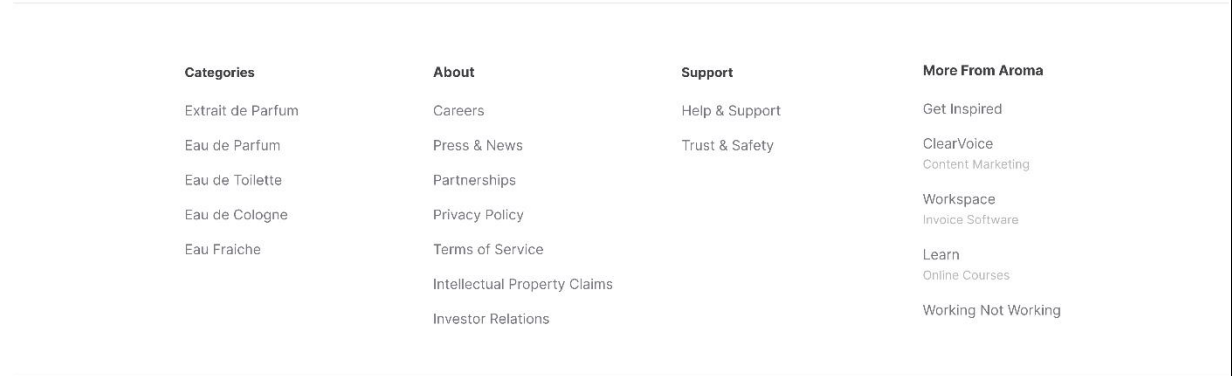 Categories
Extrait de Parfum
Eau de Parfum
Eau de Toilette
Eau de Cologne
Eau Fraiche
About
Careers
Press & News
Partnerships
Privacy Policy
Terms of Service
Intellectual Property Claims
Investor Relations
Support
Help & Support
Trust & Safety
More From Aroma
Get Inspired
ClearVoice
Content Marketing
Workspace
Invoice Software
Learn
Online Courses
Working Not Working